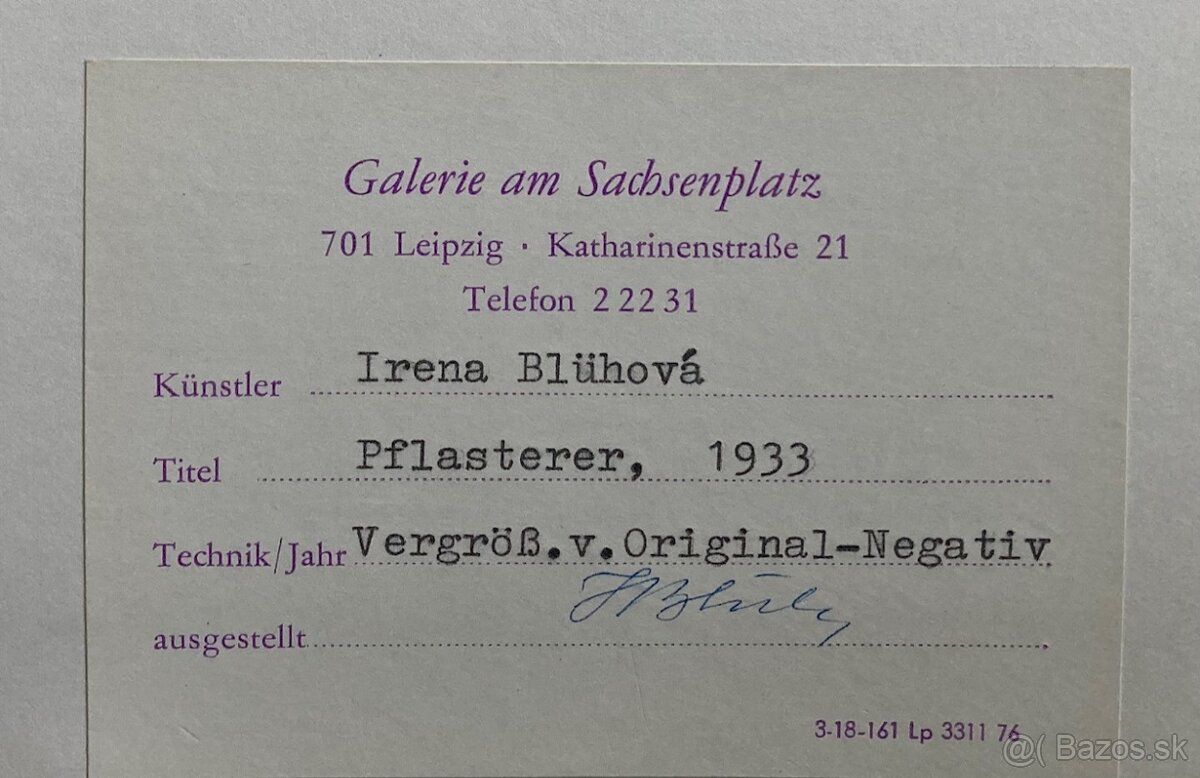 Galerie am Sachsenplatz
701 Leipzig · Katharinenstraße 21
Telefon 2 22 31
Künstler Irena Blühová
Titel Pflasterer, 1933
Technik/Jahr Vergröß.v.Original-Negativ
ausgestellt
3-18-161 Lp 3311 76
@( Bazos.sk